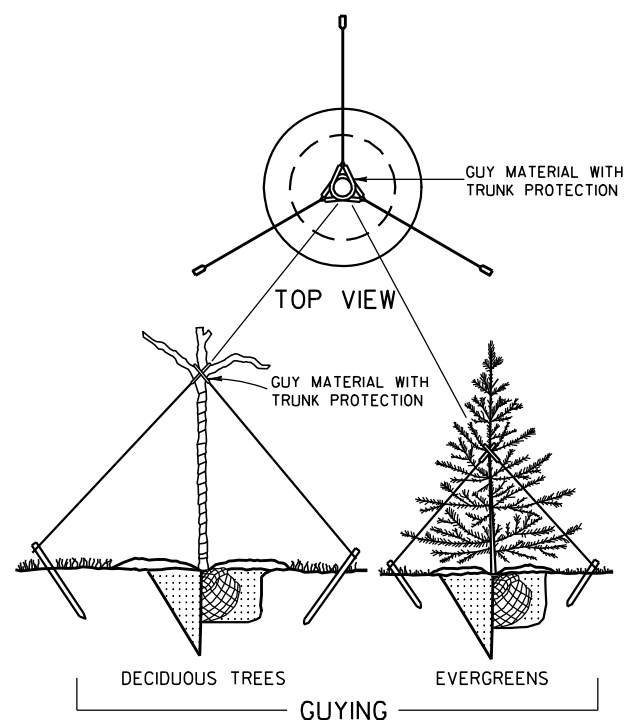 GUY MATERIAL WITH
TRUNK PROTECTION
TOP VIEW
GUY MATERIAL WITH
TRUNK PROTECTION
DECIDUOUS TREES
EVERGREENS
GUYING